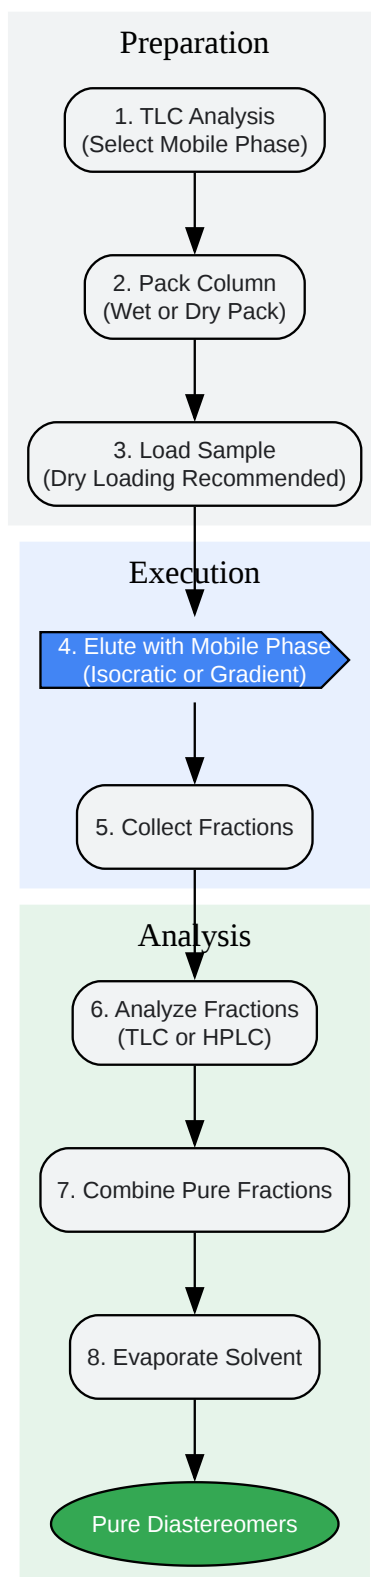 Preparation
1. TLC Analysis
(Select Mobile Phase)
2. Pack Column
(Wet or Dry Pack)
3. Load Sample
(Dry Loading Recommended)
Execution
4. Elute with Mobile Phase
(Isocratic or Gradient)
5. Collect Fractions
Analysis
6. Analyze Fractions
(TLC or HPLC)
7. Combine Pure Fractions
8. Evaporate Solvent
Pure Diastereomers